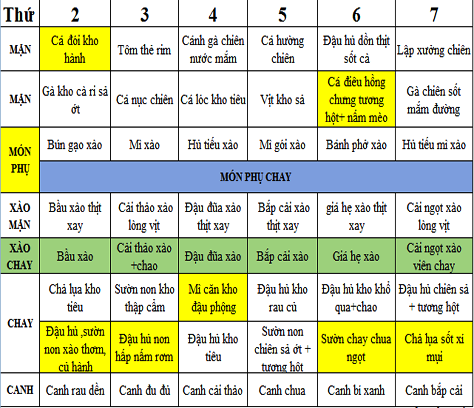 Thứ 2 3 4 5 6 7
MẶN
Cá đối kho
hành
Tôm thẻ rim
Cánh gà chiên
nước mắm
Cá hường
chiên
Đậu hủ dồn thịt
sốt cà
Lạp xưởng chiên
MẶN
Gà kho cà ri sả
ớt
Cá nục chiên
Cá lóc kho tiêu
Vịt kho sả
Cá diêu hồng
chưng tương
hột+ nấm mèo
Gà chiên sốt
mắm đường
MÓN
PHỤ
Bún gạo xào
Mì xào
Hủ tiếu xào
Mì gói xào
Bánh phở xào
Hủ tiếu mì xào
MÓN PHỤ CHAY
XÀO
MẶN
Bầu xào thịt
xay
Cải thảo xào
lòng vịt
Đậu đũa xào
thịt xay
Bắp cải xào
thịt xay
giá hẹ xào thịt
xay
Cải ngọt xào
lòng vịt
XÀO
CHAY
Bầu xào
Cải thảo xào
+chao
Đậu đũa xào
Bắp cải xào
Giá hẹ xào
Cải ngọt xào
viên chay
CHAY
Chả lụa kho
tiêu
Sườn non kho
thập cẩm
Mì căn kho
đậu phộng
Đậu hủ kho
rau củ
Đậu hủ kho khổ
qua+chao
Đậu hủ chiên sả
+ tương hột
Đậu hủ ,sườn
non xào thơm,
củ hành
Đậu hủ non
hấp nấm rơm
Đậu hủ kho
tiêu
Sườn non
chiên sả ớt +
tương hột
Sườn chay chua
ngọt
Chả lụa sốt xí
muội
CANH
Canh rau dền
Canh đu đủ
Canh cải thảo
Canh chua
Canh bí xanh
Canh bắp cải